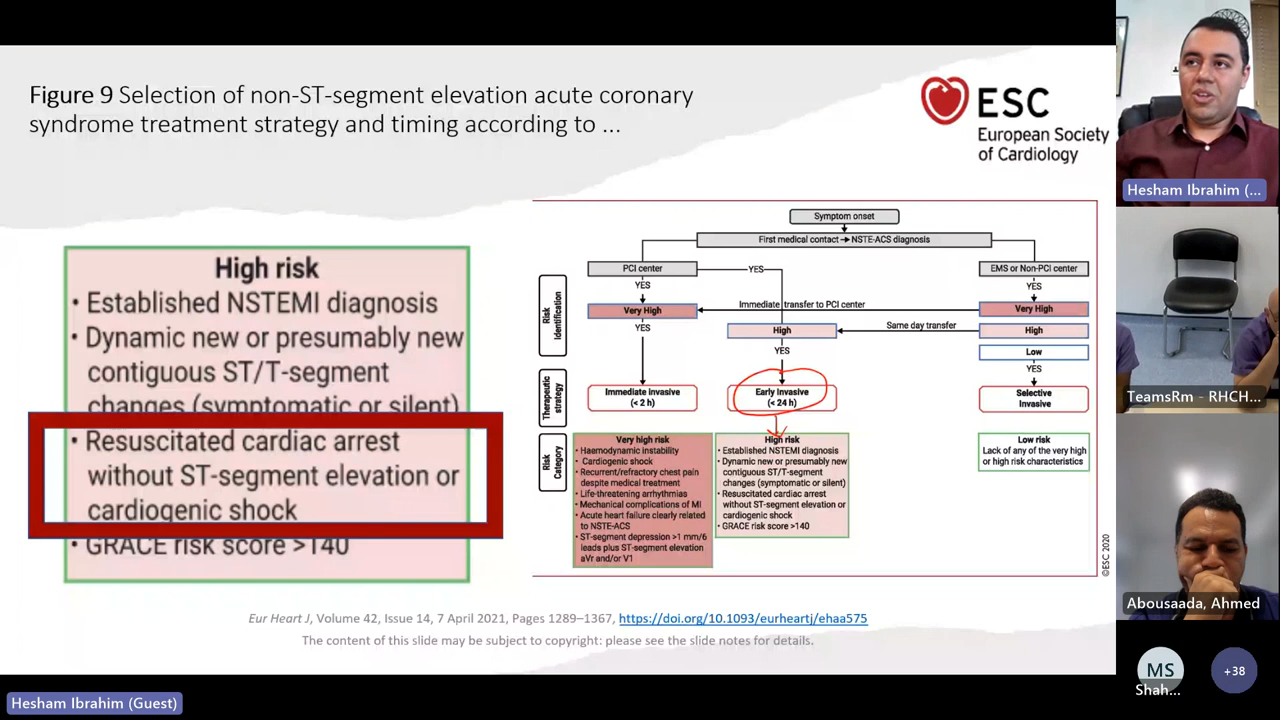 Figure 9 Selection of non-ST-segment elevation acute coronary
syndrome treatment strategy and timing according to ...
ESC
European Society
of Cardiology
High risk
• Established NSTEMI diagnosis
• Dynamic new or presumably new
contiguous ST/T-segment
changes (symptomatic or silent)
• Resuscitated cardiac arrest
without ST-segment elevation or
cardiogenic shock
• GRACE risk score >140
Symptom onset
First medical contact → NSTE-ACS diagnosis
PCI center
YES
EMS or Non-PCI center
YES
YES
Risk
Identification
Very High
Immediate transfer to PCI center
Very High
High
Same day transfer
High
Low
YES
YES
YES
Therapeutic
strategy
Immediate Invasive
(< 2 h)
Early Invasive
(< 24 h)
Selective
Invasive
Risk
Category
Very high risk
• Haemodynamic instability
• Cardiogenic shock
• Recurrent/refractory chest pain
despite medical treatment
• Life-threatening arrhythmias
• Mechanical complications of MI
• Acute heart failure clearly related
to NSTE-ACS
• ST-segment depression >1 mm/6
leads plus ST-segment elevation
aVr and/or V1
High risk
• Established NSTEMI diagnosis
• Dynamic new or presumably new
contiguous ST/T-segment
changes (symptomatic or silent)
• Resuscitated cardiac arrest
without ST-segment elevation or
cardiogenic shock
• GRACE risk score >140
Low risk
Lack of any of the very high
or high risk characteristics
©ESC 2020
Eur Heart J, Volume 42, Issue 14, 7 April 2021, Pages 1289–1367, https://doi.org/10.1093/eurheartj/ehaa575
The content of this slide may be subject to copyright: please see the slide notes for details.
Hesham Ibrahim (...
TeamsRm - RHCH...
Abousaada, Ahmed
MS
Shah...
+38
Hesham Ibrahim (Guest)